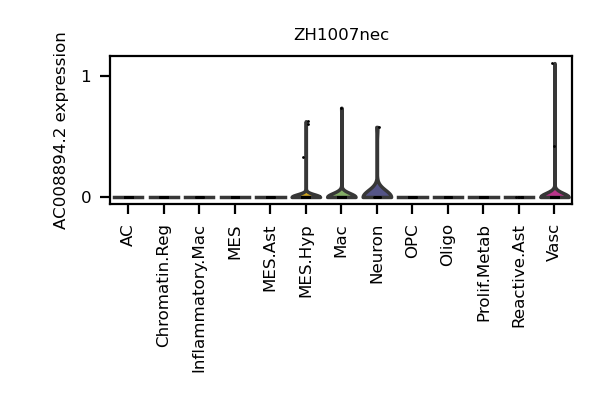 ZH1007nec
AC008894.2 expression
1
0
AC
Chromatin.Reg
Inflammatory.Mac
MES
MES.Ast
MES.Hyp
Mac
Neuron
OPC
Oligo
Prolif.Metab
Reactive.Ast
Vasc